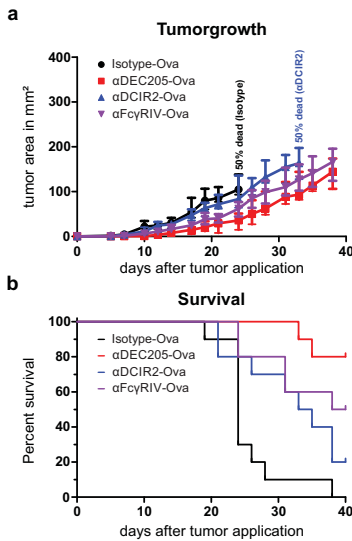 a
Tumorgrowth
Isotype-Ova
αDEC205-Ova
αDCIR2-Ova
αFcγRIV-Ova
50% dead (Isotype)
50% dead (αDCIR2)
tumor area in mm²
400
300
200
100
0
0 10 20 30 40
days after tumor application
b
Survival
Isotype-Ova
αDEC205-Ova
αDCIR2-Ova
αFcγRIV-Ova
Percent survival
100
80
60
40
20
0
0 10 20 30 40
days after tumor application